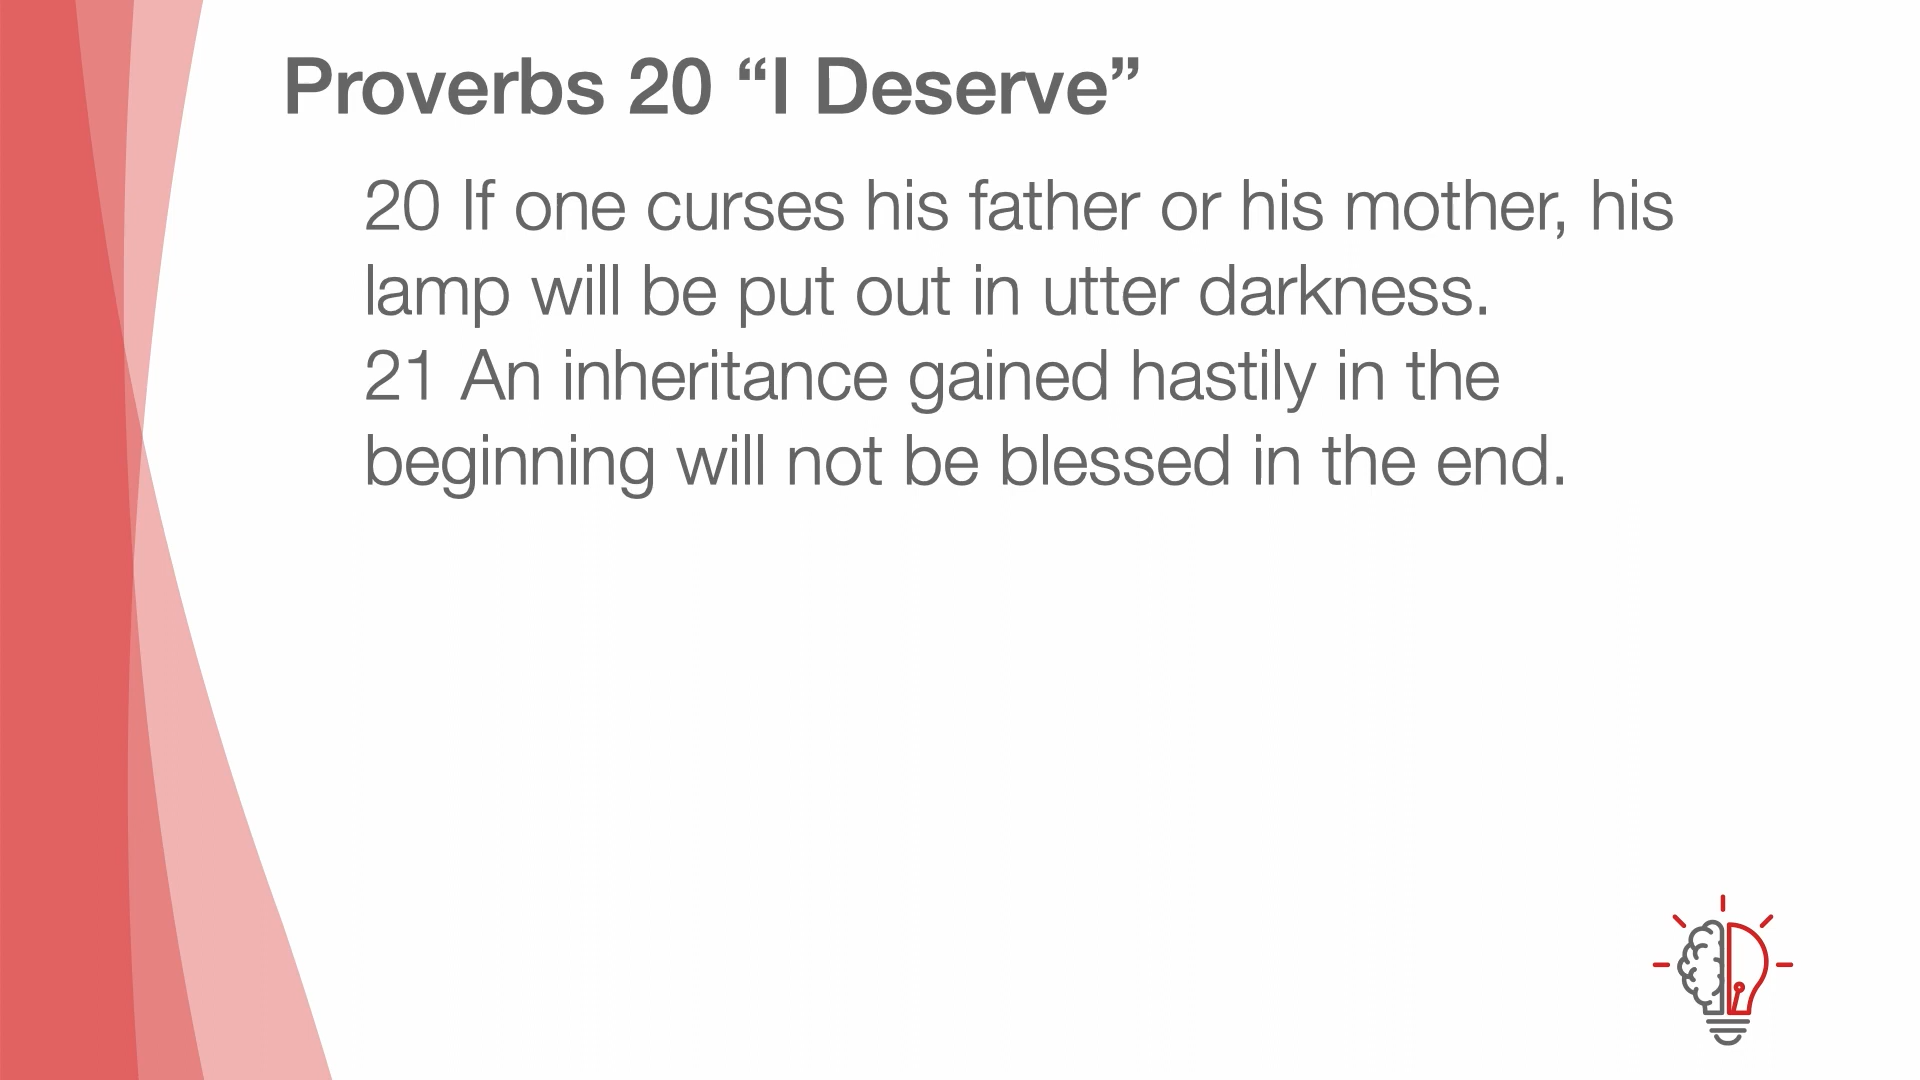 Proverbs 20 “I Deserve”
20 If one curses his father or his mother, his
lamp will be put out in utter darkness.
21 An inheritance gained hastily in the
beginning will not be blessed in the end.